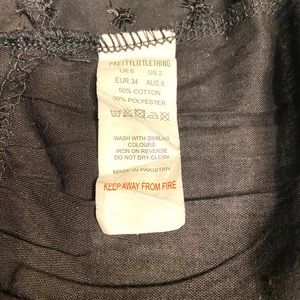 PRETTYLITTLETHING
UK 6 US 2
EUR 34 AUS 6
50% COTTON
50% POLYESTER
WASH WITH SIMILAR
COLOURS
IRON ON REVERSE
DO NOT DRY CLEAN
MADE IN PAKISTAN
KEEP AWAY FROM FIRE